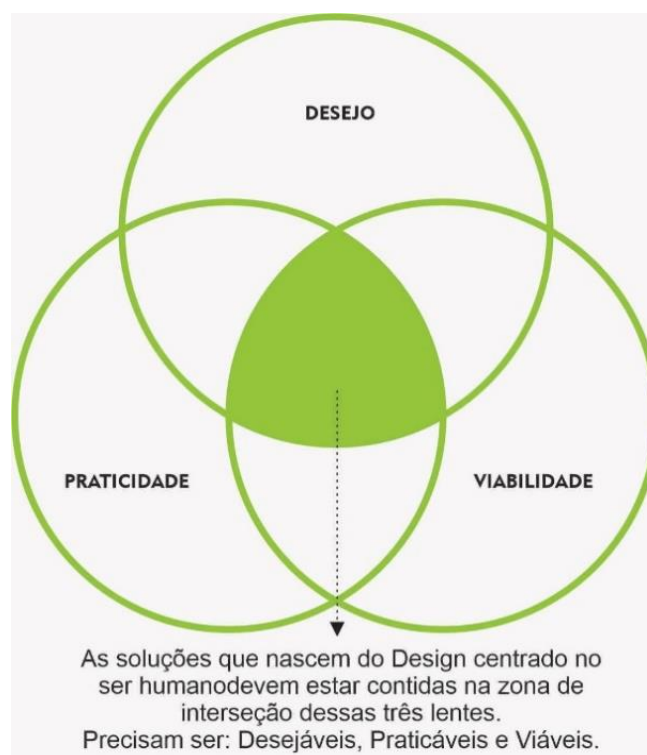 DESEJO
PRATICIDADE
VIABILIDADE
As soluções que nascem do Design centrado no
ser humanodevem estar contidas na zona de
interseção dessas três lentes.
Precisam ser: Desejáveis, Praticáveis e Viáveis.